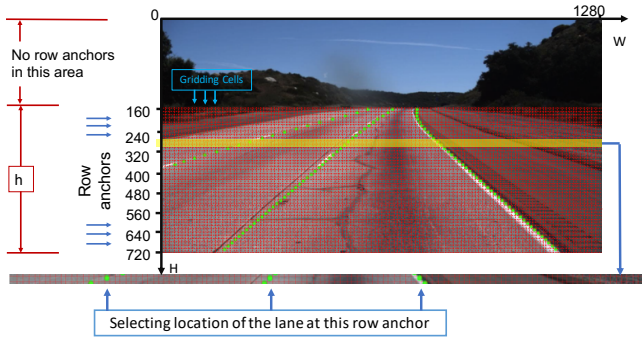 0
1280
W
No row anchors
in this area
Gridding Cells
160
240
320
400
480
560
640
720
Row
anchors
h
H
Selecting location of the lane at this row anchor